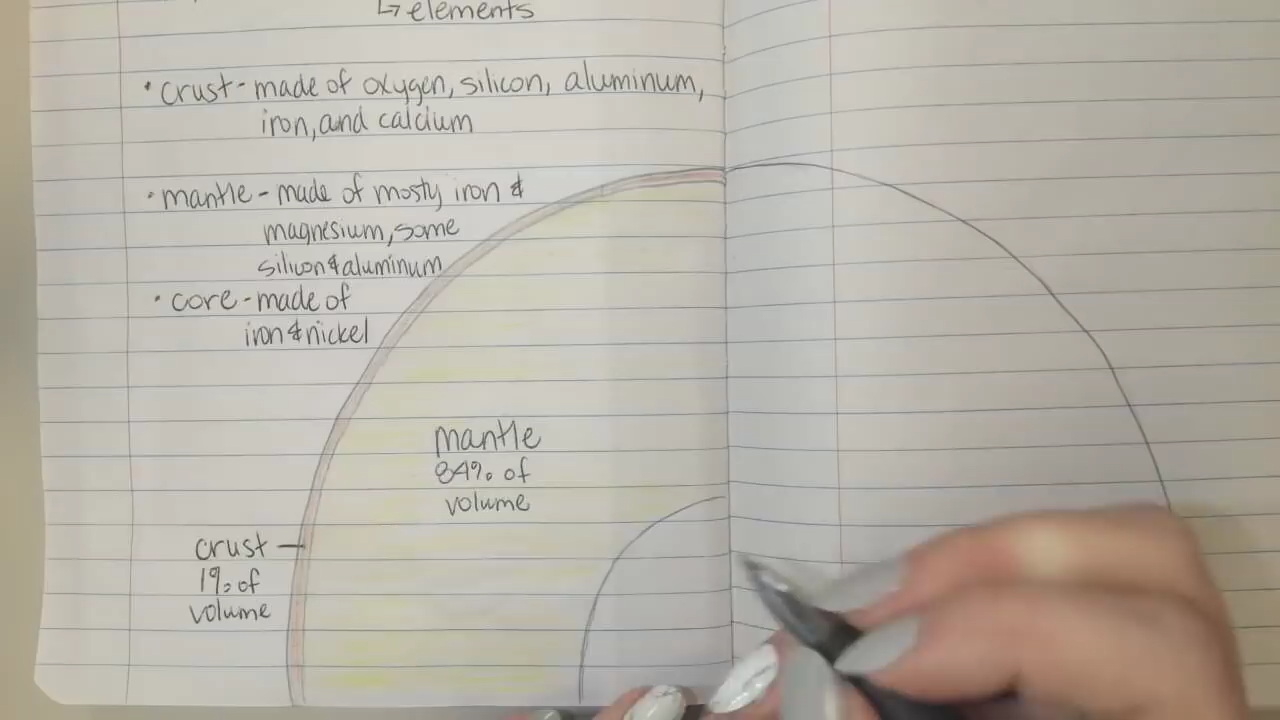 ↳ elements
• crust - made of oxygen, silicon, aluminum,
iron, and calcium
• mantle - made of mosty iron &
magnesium, some
silicon & aluminum
• core - made of
iron & nickel
mantle
84% of
volume
crust
1% of
volume